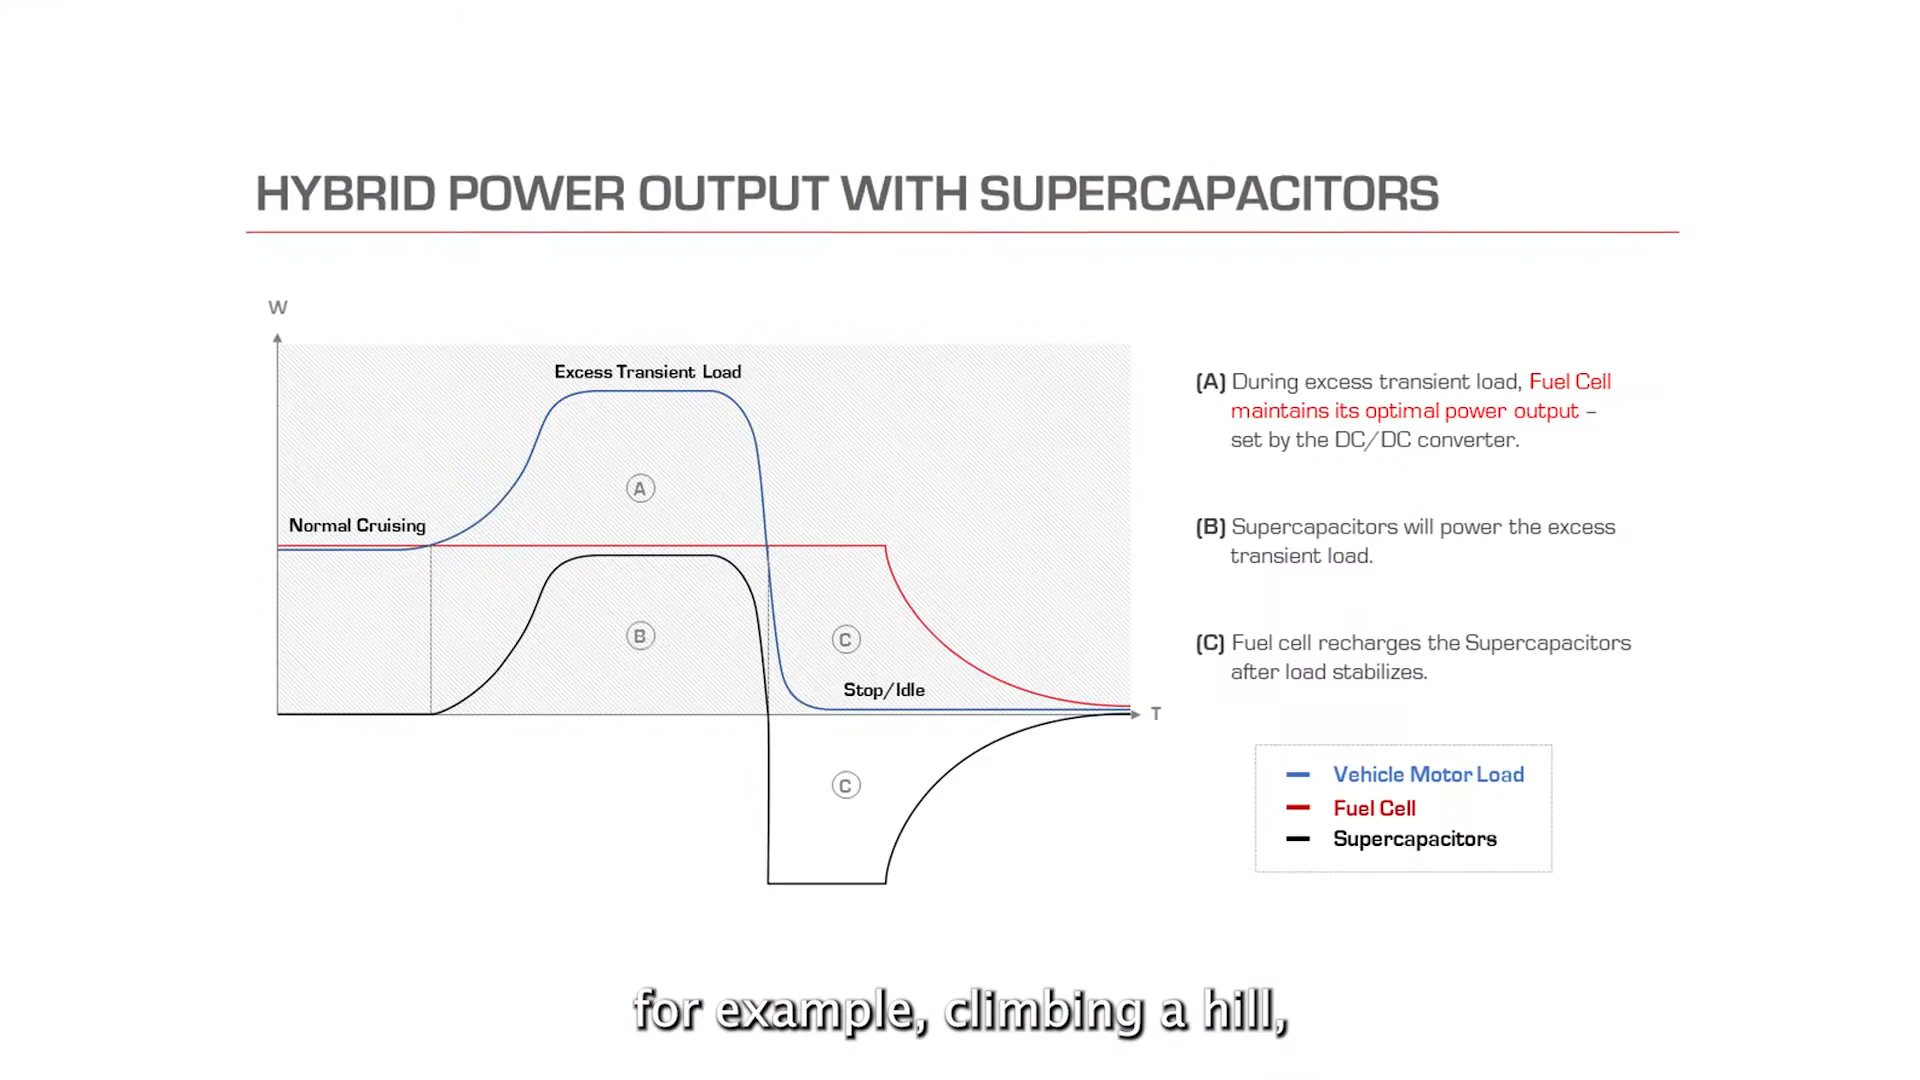 HYBRID POWER OUTPUT WITH SUPERCAPACITORS
W
Excess Transient Load
A
Normal Cruising
B
C
Stop/Idle
T
C
(A) During excess transient load, Fuel Cell
maintains its optimal power output –
set by the DC/DC converter.
(B) Supercapacitors will power the excess
transient load.
(C) Fuel cell recharges the Supercapacitors
after load stabilizes.
Vehicle Motor Load
Fuel Cell
Supercapacitors
for example, climbing a hill,